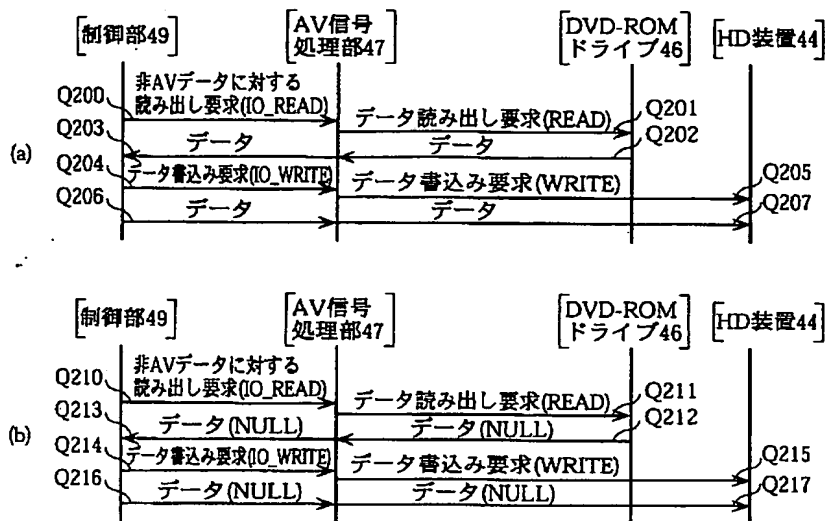 [制御部49]
[AV信号
処理部47]
[DVD-ROM
ドライブ46]
[HD装置44]
(a)
非AVデータに対する
Q200 読み出し要求(IO_READ)
データ読み出し要求(READ) Q201
Q203 データ
データ Q202
Q204 データ書込み要求(IO_WRITE)
データ書込み要求(WRITE) Q205
Q206 データ
データ Q207
[制御部49]
[AV信号
処理部47]
[DVD-ROM
ドライブ46]
[HD装置44]
(b)
非AVデータに対する
Q210 読み出し要求(IO_READ)
データ読み出し要求(READ) Q211
Q213 データ(NULL)
データ(NULL) Q212
Q214 データ書込み要求(IO_WRITE)
データ書込み要求(WRITE) Q215
Q216 データ(NULL)
データ(NULL) Q217